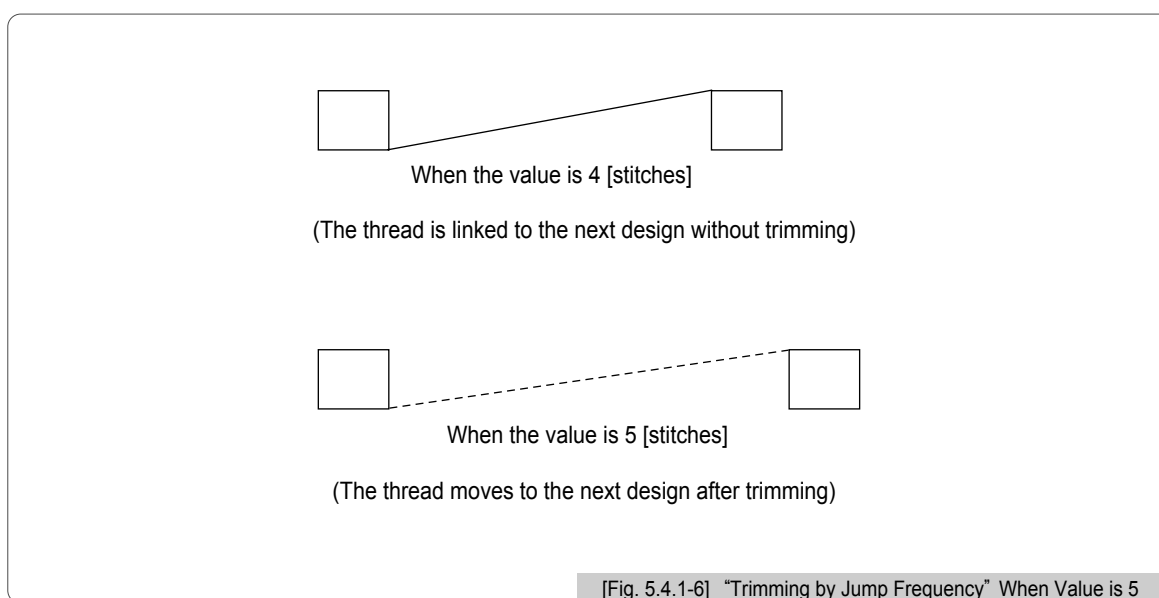 When the value is 4 [stitches]
(The thread is linked to the next design without trimming)
When the value is 5 [stitches]
(The thread moves to the next design after trimming)
[Fig. 5.4.1-6] “Trimming by Jump Frequency” When Value is 5